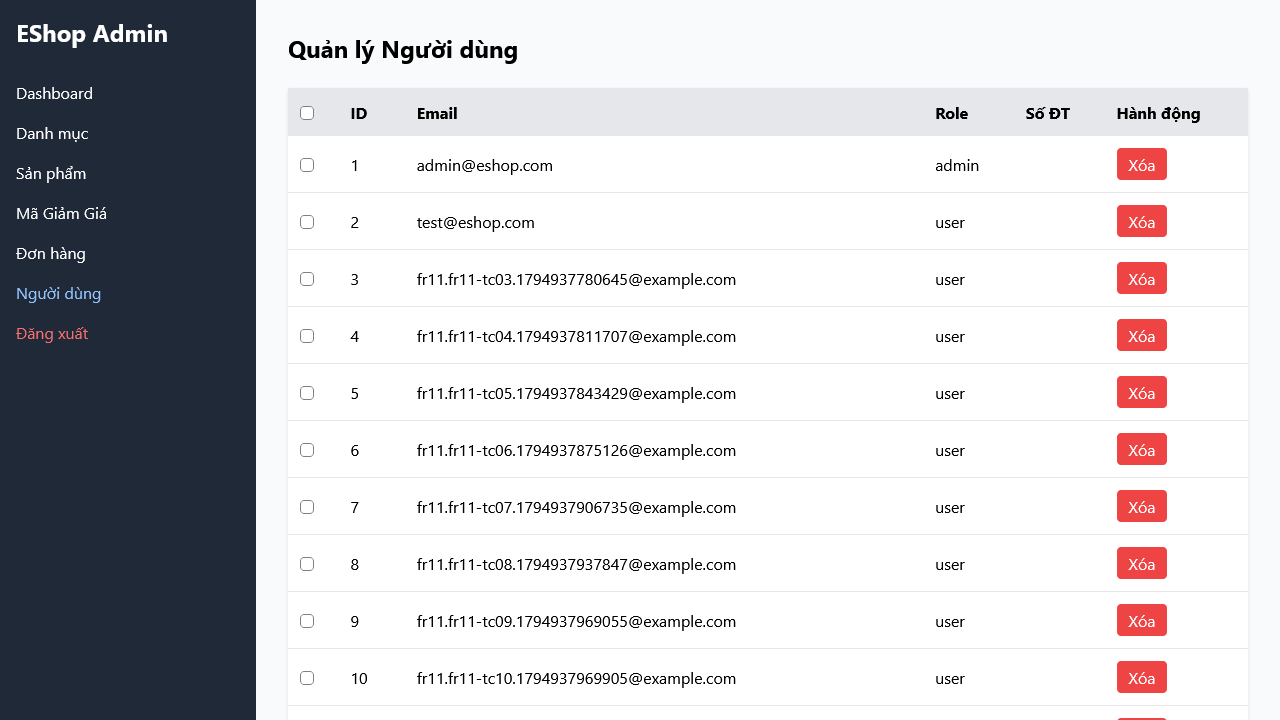 EShop Admin
Dashboard
Danh mục
Sản phẩm
Mã Giảm Giá
Đơn hàng
Người dùng
Đăng xuất
Quản lý Người dùng
ID Email Role Số ĐT Hành động
1 admin@eshop.com admin Xóa
2 test@eshop.com user Xóa
3 fr11.fr11-tc03.1794937780645@example.com user Xóa
4 fr11.fr11-tc04.1794937811707@example.com user Xóa
5 fr11.fr11-tc05.1794937843429@example.com user Xóa
6 fr11.fr11-tc06.1794937875126@example.com user Xóa
7 fr11.fr11-tc07.1794937906735@example.com user Xóa
8 fr11.fr11-tc08.1794937937847@example.com user Xóa
9 fr11.fr11-tc09.1794937969055@example.com user Xóa
10 fr11.fr11-tc10.1794937969905@example.com user Xóa